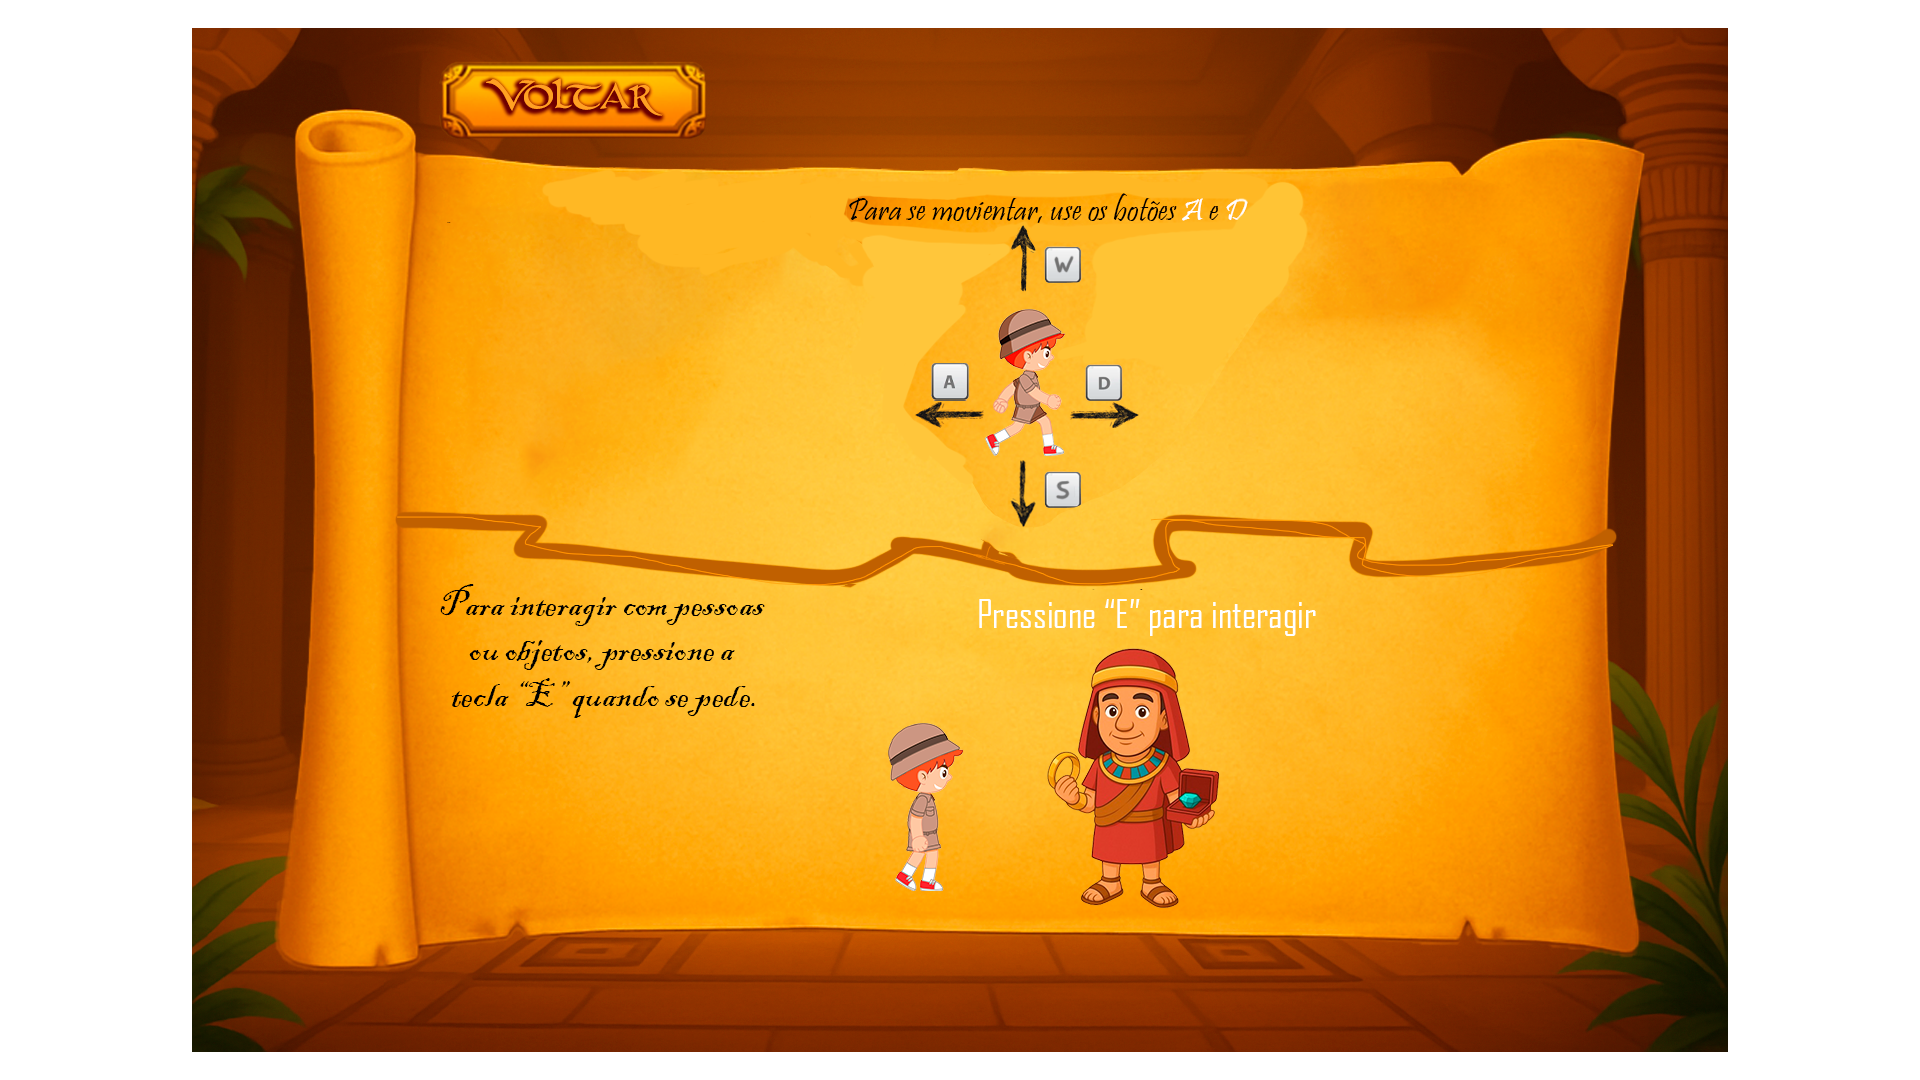 VOLTAR
Para se movientar, use os botões A e D
W
A
D
S
Para interagir com pessoas
ou objetos, pressione a
tecla “E” quando se pede.
Pressione “E” para interagir